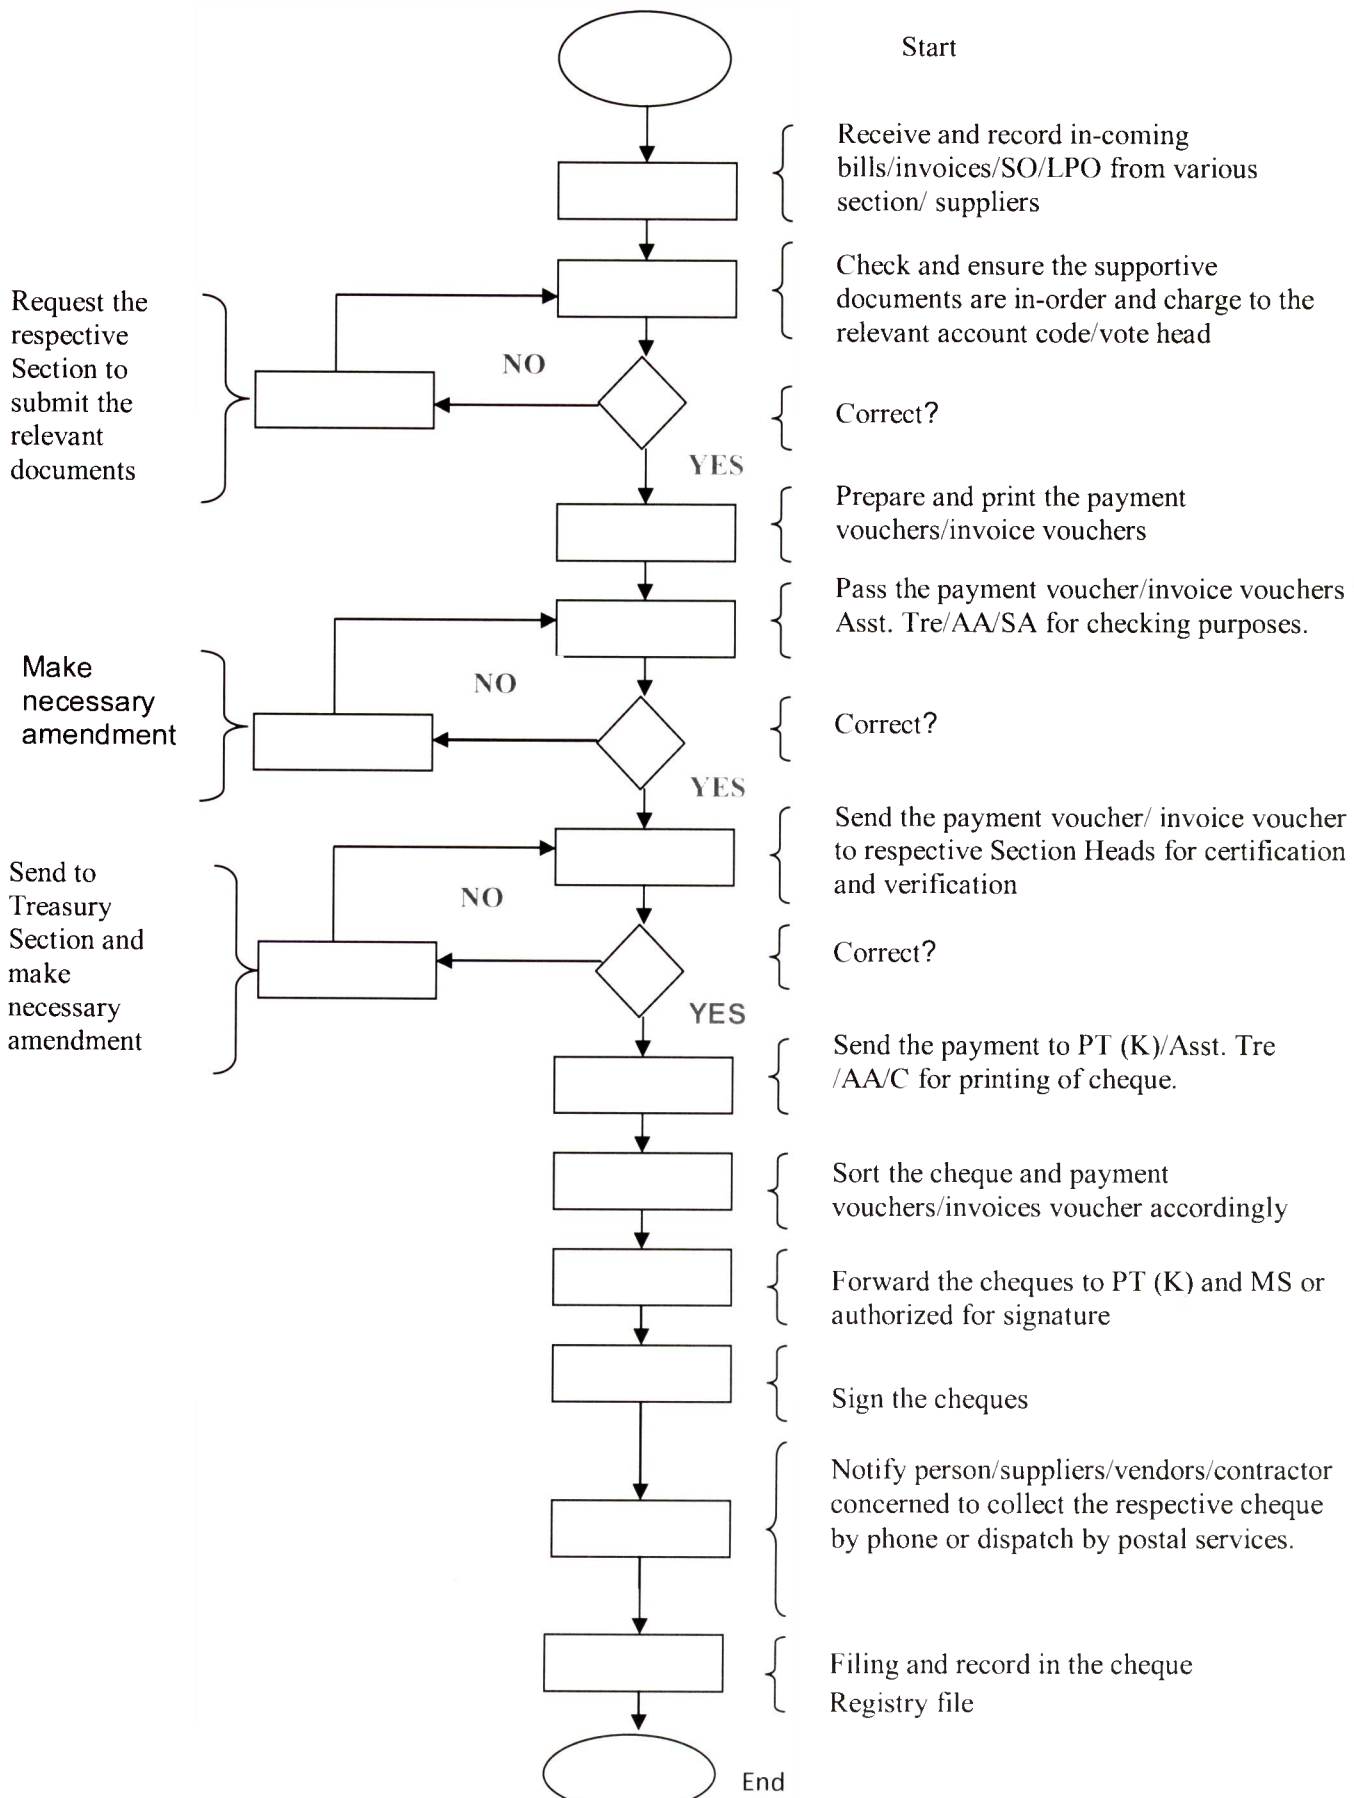 Start
Receive and record in-coming
bills/invoices/SO/LPO from various
section/ suppliers
Check and ensure the supportive
documents are in-order and charge to the
relevant account code/vote head
Request the
respective
Section to
submit the
relevant
documents
NO
Correct?
YES
Prepare and print the payment
vouchers/invoice vouchers
Pass the payment voucher/invoice vouchers
Asst. Tre/AA/SA for checking purposes.
Make
necessary
amendment
NO
Correct?
YES
Send the payment voucher/ invoice voucher
to respective Section Heads for certification
and verification
Send to
Treasury
Section and
make
necessary
amendment
NO
Correct?
YES
Send the payment to PT (K)/Asst. Tre
/AA/C for printing of cheque.
Sort the cheque and payment
vouchers/invoices voucher accordingly
Forward the cheques to PT (K) and MS or
authorized for signature
Sign the cheques
Notify person/suppliers/vendors/contractor
concerned to collect the respective cheque
by phone or dispatch by postal services.
Filing and record in the cheque
Registry file
End